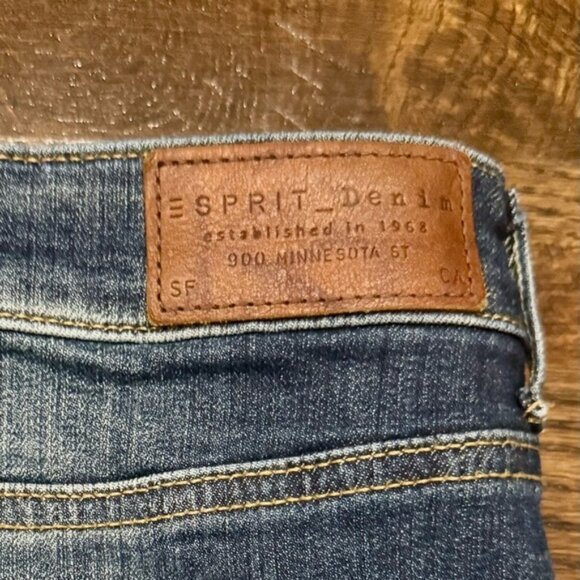 ESPRIT_Denim
established in 1968
900 MINNESOTA ST
SF CA